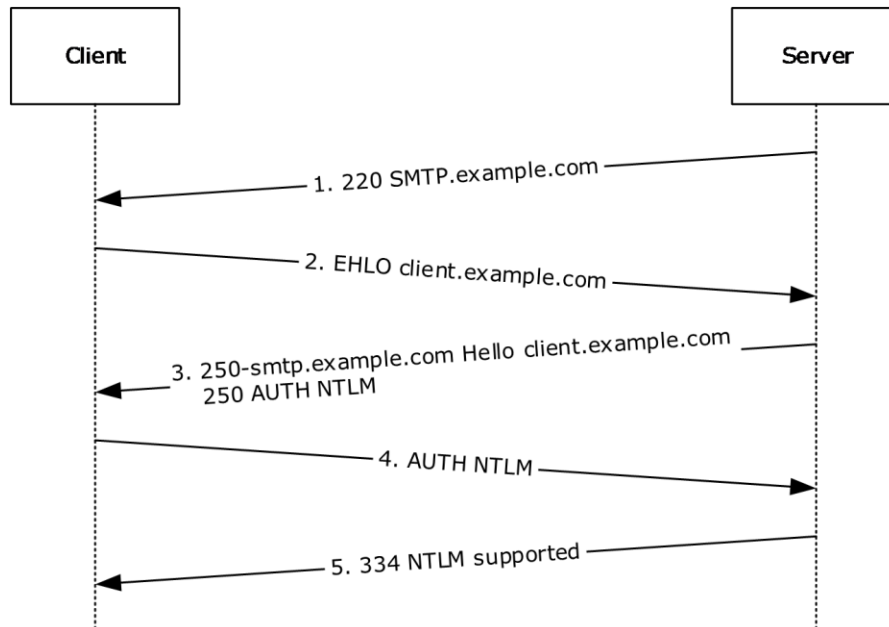 Client
Server
1. 220 SMTP.example.com
2. EHLO client.example.com
3. 250-smtp.example.com Hello client.example.com
250 AUTH NTLM
4. AUTH NTLM
5. 334 NTLM supported